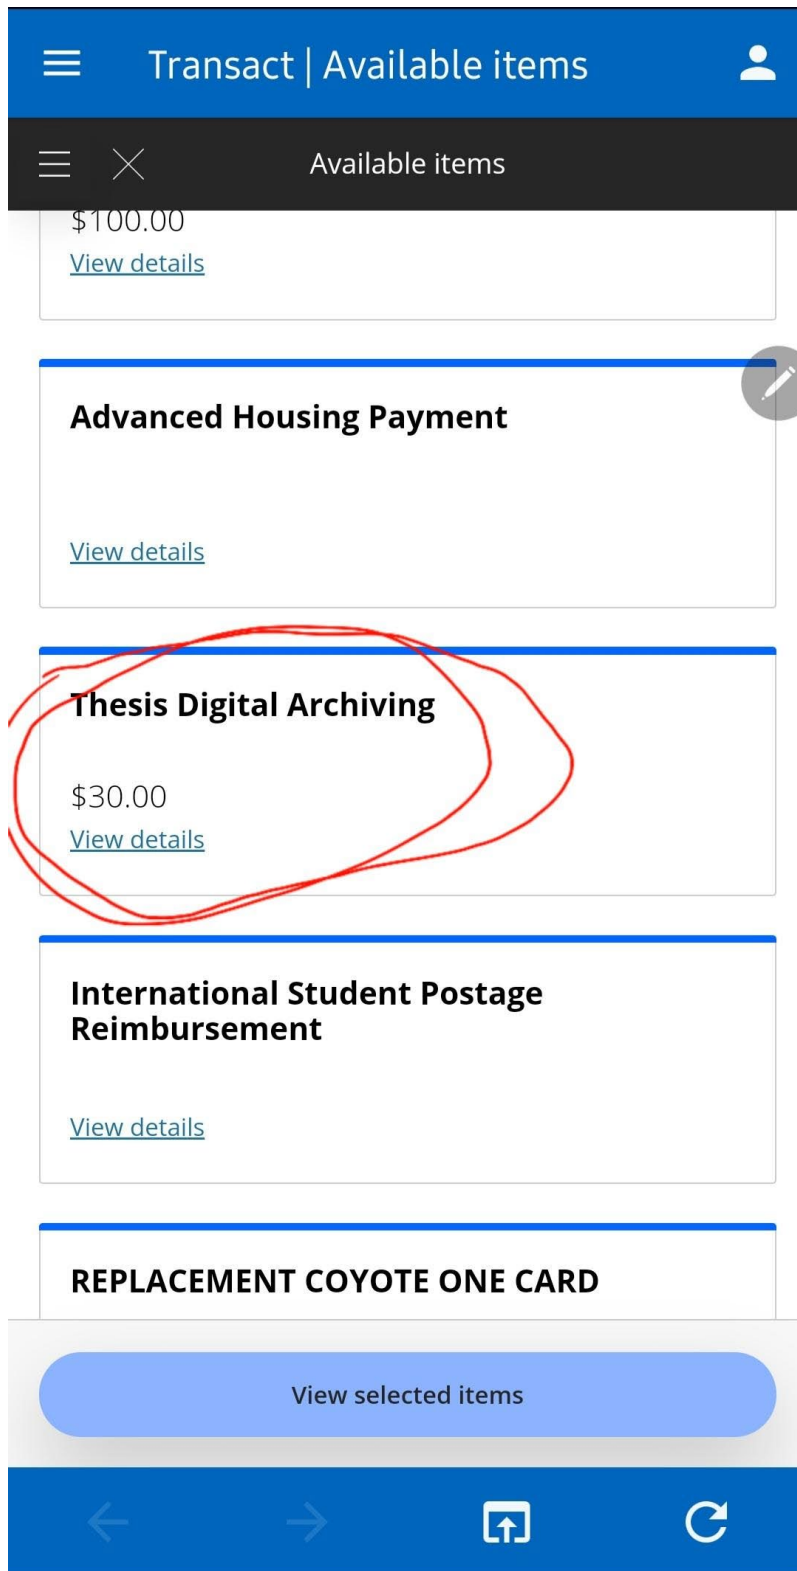 Transact | Available items
Available items
$100.00
View details
Advanced Housing Payment
View details
Thesis Digital Archiving
$30.00
View details
International Student Postage
Reimbursement
View details
REPLACEMENT COYOTE ONE CARD
View selected items